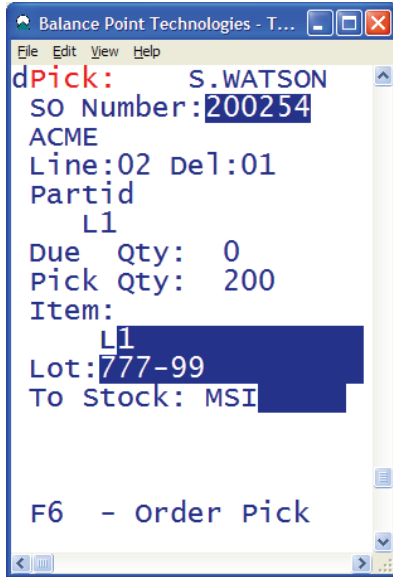 Balance Point Technologies - T...
File Edit View Help
dPick: S.WATSON
SO Number:200254
ACME
Line:02 Del:01
Partid
L1
Due Qty: 0
Pick Qty: 200
Item:
L1
Lot:777-99
To Stock: MSI
F6 - Order Pick